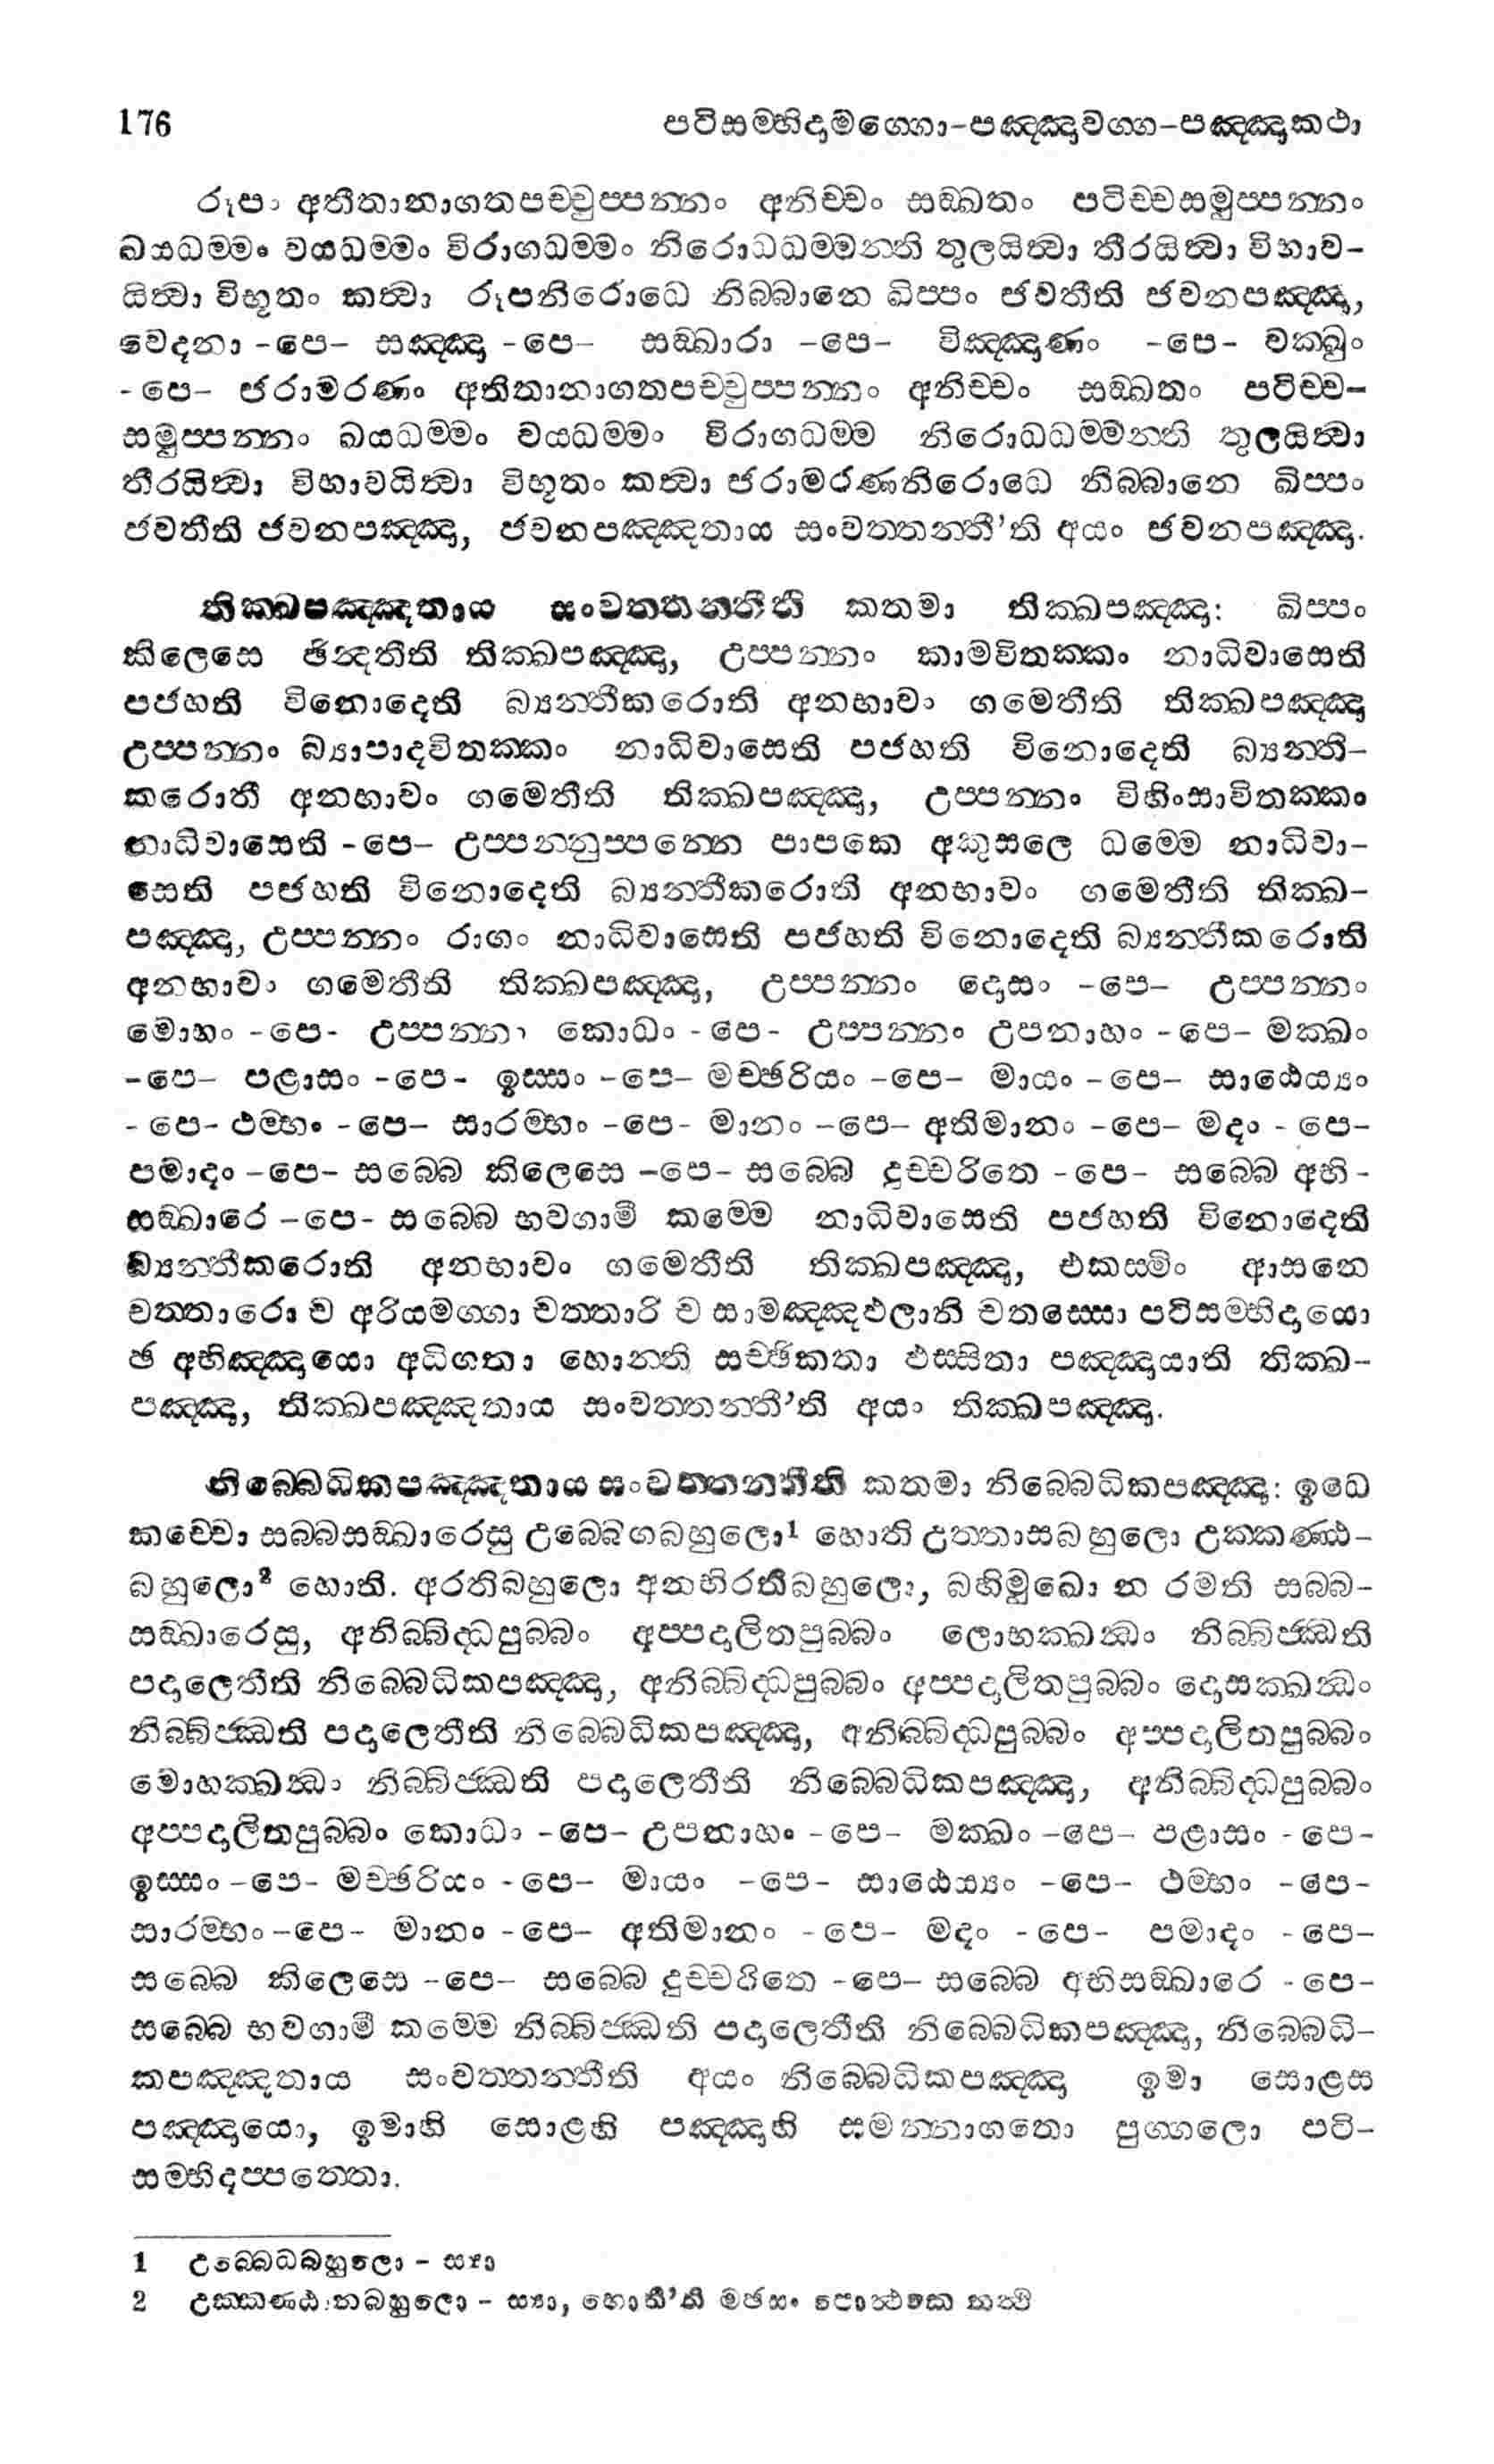 176 පටිසම්භිදාමග්ගො-පඤ්ඤාවග්ග-පඤ්ඤාකථා
රූපං අතීතානාගතපච්චුප්පන්නං අනිච්චං සඞ්ඛතං පටිච්චසමුප්පන්නං
ඛයධම්මං වයධම්මං විරාගධම්මං නිරොධධම්මන්ති තුලයිත්වා තීරයිත්වා විභාව-
යිත්වා විභූතං කත්වා රූපනිරොධෙ නිබ්බානෙ ඛිප්පං ජවතීති ජවනපඤ්ඤා,
වෙදනා -පෙ- සඤ්ඤා -පෙ- සඞ්ඛාරා -පෙ- විඤ්ඤාණං -පෙ- චක්ඛුං
-පෙ- ජරාමරණං අතිතානාගතපච්චුප්පන්නං අනිච්චං සඞ්ඛතං පටිච්ච-
සමුප්පන්නං ඛයධම්මං වයධම්මං විරාගධම්ම නිරොධධම්මන්ති තුලයිත්වා
තීරයිත්වා විභාවයිත්වා විභූතං කත්වා ජරාමරණනිරොධෙ නිබ්බානෙ ඛිප්පං
ජවතීති ජවනපඤ්ඤා, ජවනපඤ්ඤතාය සංවත්තන්තී’ති අයං ජවනපඤ්ඤා.
තික්ඛපඤ්ඤතාය සංවත්තන්තීති කතමා තික්ඛපඤ්ඤා: ඛිප්පං
කිලෙසෙ ඡින්දතීති තික්ඛපඤ්ඤා, උප්පන්නං කාමවිතක්කං නාධිවාසෙති
පජහති විනොදෙති බ්‍යන්තීකරොති අනභාවං ගමෙතීති තික්ඛපඤ්ඤා
උප්පන්නං බ්‍යාපාදවිතක්කං නාධිවාසෙති පජහති විනොදෙති බ්‍යන්ති-
කරොති අනභාවං ගමෙතීති තික්ඛපඤ්ඤා, උප්පන්නං විහිංසාවිතක්කං
නාධිවාසෙති -පෙ- උප්පන්නුප්පන්නෙ පාපකෙ අකුසලෙ ධම්මෙ නාධිවා-
සෙති පජහති විනොදෙති බ්‍යන්තීකරොති අනභාවං ගමෙතීති තික්ඛ-
පඤ්ඤා, උප්පන්නං රාගං නාධිවාසෙති පජහති විනොදෙති බ්‍යන්තීකරොති
අනභාවං ගමෙතීති තික්ඛපඤ්ඤා, උප්පන්නං දොසං -පෙ- උප්පන්නං
මොහං -පෙ- උප්පන්නං කොධං -පෙ- උප්පන්නං උපනාහං -පෙ- මක්ඛං
-පෙ- පළාසං -පෙ- ඉස්සං -පෙ- මච්ඡරියං -පෙ- මායං -පෙ- සාඨෙය්‍යං
-පෙ- ථම්භං -පෙ- සාරම්භං -පෙ- මානං -පෙ- අතිමානං -පෙ- මදං -පෙ-
පමාදං -පෙ- සබ්බෙ කිලෙසෙ -පෙ- සබ්බෙ දුච්චරිතෙ -පෙ- සබ්බෙ අභි-
සඞ්ඛාරෙ -පෙ- සබ්බෙ භවගාමී කම්මෙ නාධිවාසෙති පජහති විනොදෙති
බ්‍යන්තීකරොති අනභාවං ගමෙතීති තික්ඛපඤ්ඤා, එකස්මිං ආසනෙ
චත්තාරො ච අරියමග්ගා චත්තාරි ච සාමඤ්ඤඵලානි චතස්සො පටිසම්භිදායො
ඡ අභිඤ්ඤායො අධිගතා හොන්ති සච්ඡිකතා ඵස්සිතා පඤ්ඤායාති තික්ඛ-
පඤ්ඤා, තික්ඛපඤ්ඤතාය සංවත්තන්තී’ති අයං තික්ඛපඤ්ඤා.
නිබ්බෙධිකපඤ්ඤතාය සංවත්තන්තීති කතමා නිබ්බෙධිකපඤ්ඤා: ඉධෙ
කච්චො සබ්බසඞ්ඛාරෙසු උබ්බෙගබහුලො¹ හොති උත්තාසබහුලො උක්කණ්ඨ-
බහුලො² හොති. අරතිබහුලො අනභිරතිබහුලො, බහිමුඛො න රමති සබ්බ-
සඞ්ඛාරෙසු, අනිබ්බිද්ධපුබ්බං අප්පදාලිතපුබ්බං ලොභක්ඛන්ධං නිබ්බිජ්ඣති
පදාලෙතීති නිබ්බෙධිකපඤ්ඤා, අනිබ්බිද්ධපුබ්බං අප්පදාලිතපුබ්බං දොසක්ඛන්ධං
නිබ්බිජ්ඣති පදාලෙතීති නිබ්බෙධිකපඤ්ඤා, අනිබ්බිද්ධපුබ්බං අප්පදාලිතපුබ්බං
මොහක්ඛන්ධං නිබ්බිජ්ඣති පදාලෙතීති නිබ්බෙධිකපඤ්ඤා, අනිබ්බිද්ධපුබ්බං
අප්පදාලිතපුබ්බං කොධං -පෙ- උපනාහං -පෙ- මක්ඛං -පෙ- පළාසං -පෙ-
ඉස්සං -පෙ- මච්ඡරියං -පෙ- මායං -පෙ- සාඨෙය්‍යං -පෙ- ථම්භං -පෙ-
සාරම්භං -පෙ- මානං -පෙ- අතිමානං -පෙ- මදං -පෙ- පමාදං -පෙ-
සබ්බෙ කිලෙසෙ -පෙ- සබ්බෙ දුච්චරිතෙ -පෙ- සබ්බෙ අභිසඞ්ඛාරෙ -පෙ-
සබ්බෙ භවගාමී කම්මෙ නිබ්බිජ්ඣති පදාලෙතීති නිබ්බෙධිකපඤ්ඤා, නිබ්බෙධි-
කපඤ්ඤතාය සංවත්තන්තීති අයං නිබ්බෙධිකපඤ්ඤා ඉමා සොළස
පඤ්ඤායො, ඉමාහි සොළහි පඤ්ඤාහි සමන්නාගතො පුග්ගලො පටි-
සම්භිදප්පත්තො.
1 උබ්බෙධබහුලො - ස්‍යා
2 උක්කණ්ඨානබහුලො - ස්‍යා, හොතී’ති මඡසං පොත්ථකෙ නත්ථි